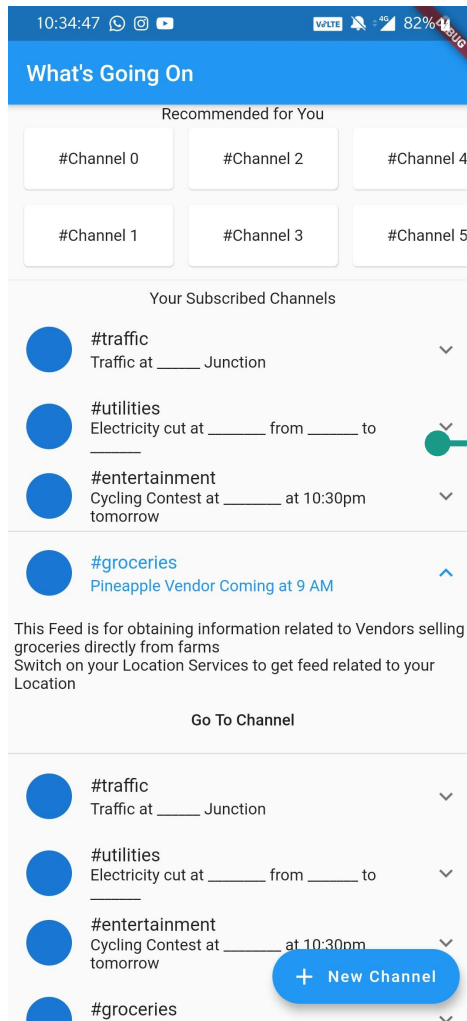 10:34:47 VoLTE 4G 82%
What's Going On
Recommended for You
#Channel 0 #Channel 2 #Channel 4
#Channel 1 #Channel 3 #Channel 5
Your Subscribed Channels
#traffic
Traffic at _____ Junction
#utilities
Electricity cut at _______ from ______ to
______
#entertainment
Cycling Contest at _______ at 10:30pm
tomorrow
#groceries
Pineapple Vendor Coming at 9 AM
This Feed is for obtaining information related to Vendors selling
groceries directly from farms
Switch on your Location Services to get feed related to your
Location
Go To Channel
#traffic
Traffic at _____ Junction
#utilities
Electricity cut at _______ from ______ to
______
#entertainment
Cycling Contest at _______ at 10:30pm
tomorrow
+ New Channel
#groceries